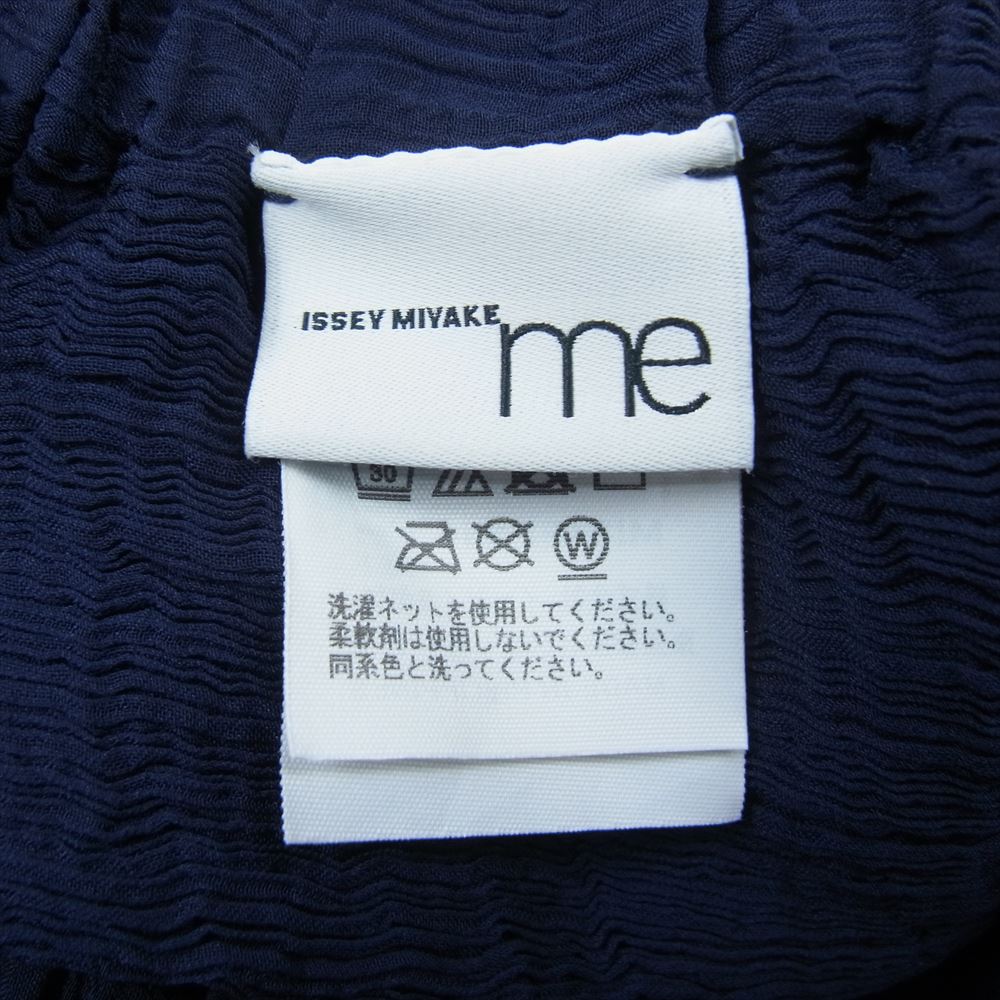 ISSEY MIYAKE me
30
W
洗濯ネットを使用してください。
柔軟剤は使用しないでください。
同系色と洗ってください。